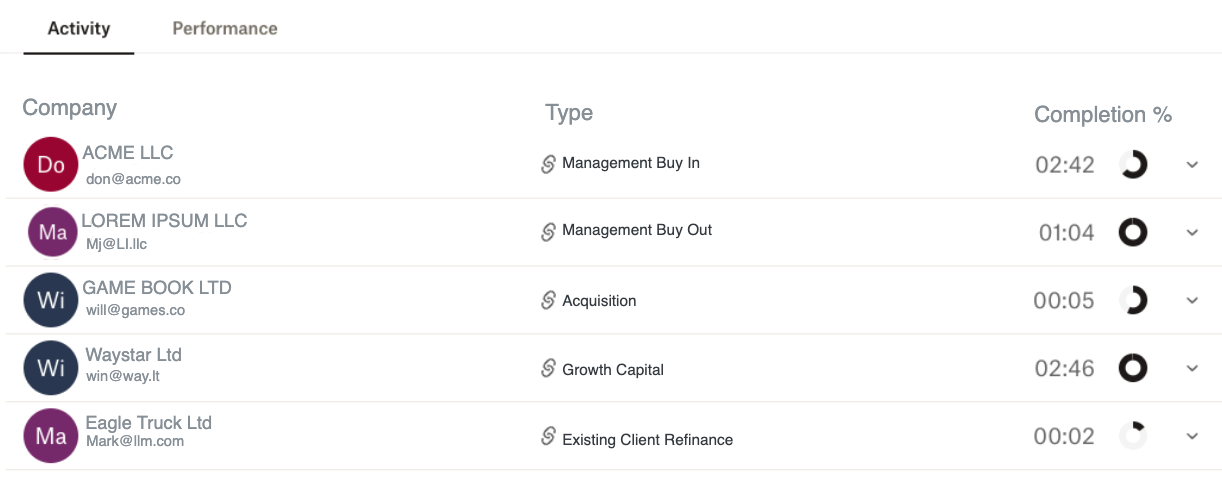 Activity Performance
Company Type Completion %
Do ACME LLC Management Buy In 02:42
don@acme.co
Ma LOREM IPSUM LLC Management Buy Out 01:04
Mj@LI.llc
Wi GAME BOOK LTD Acquisition 00:05
will@games.co
Wi Waystar Ltd Growth Capital 02:46
win@way.lt
Ma Eagle Truck Ltd Existing Client Refinance 00:02
Mark@llm.com